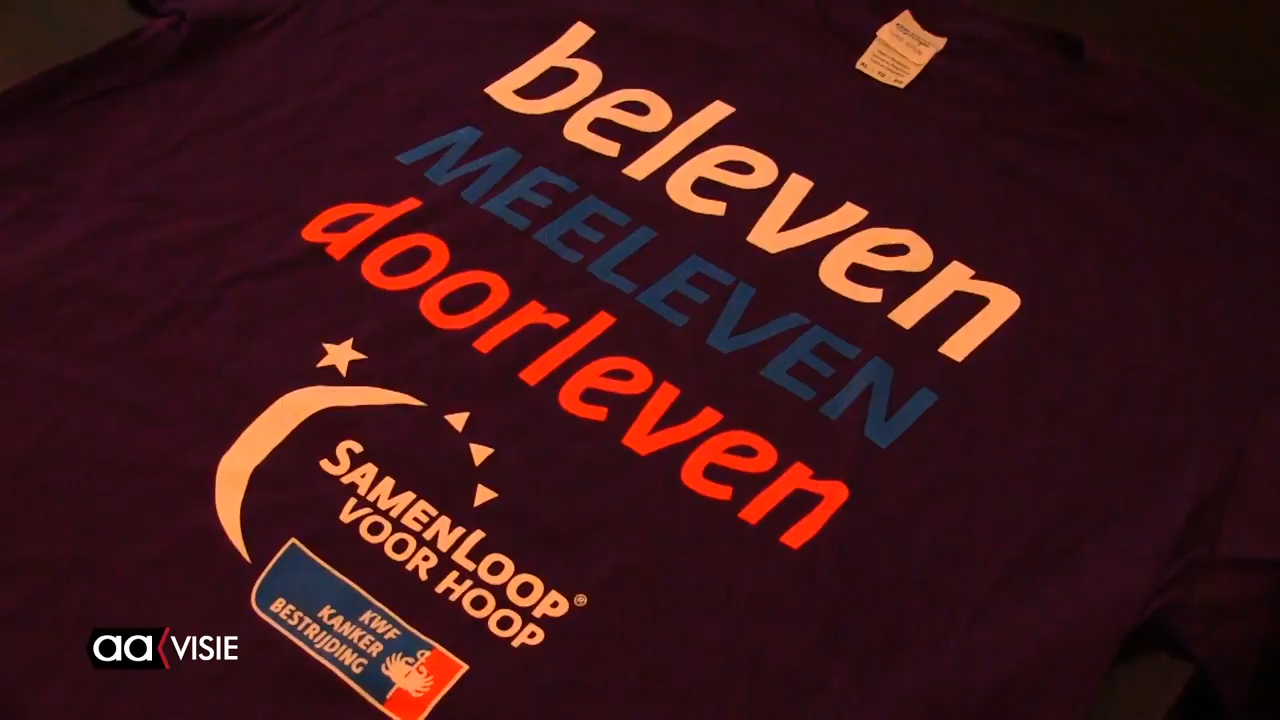 beleven
MEELEVEN
doorleven
SAMENLOOP®
VOOR HOOP
KWF
KANKER
BESTRIJDING
aa VISIE